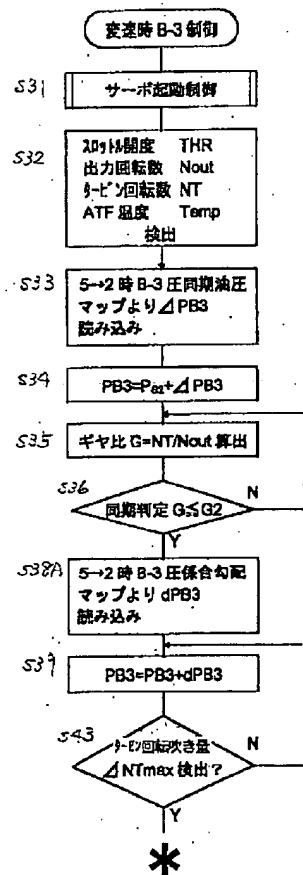 変速時 B-3 制御
S31
サーボ起動制御
S32
スロットル開度 THR
出力回転数 Nout
タービン回転数 NT
ATF 温度 Temp
検出
S33
5→2 時 B-3 圧同期油圧
マップより⊿PB3
読み込み
S34
PB3=PB2+⊿PB3
S35
ギヤ比 G=NT/Nout 算出
S36
同期判定 G≦G2
N
Y
S38A
5→2 時 B-3 圧係合勾配
マップより dPB3
読み込み
S39
PB3=PB3+dPB3
S43
タービン回転吹き量
⊿NTmax 検出?
N
Y
*